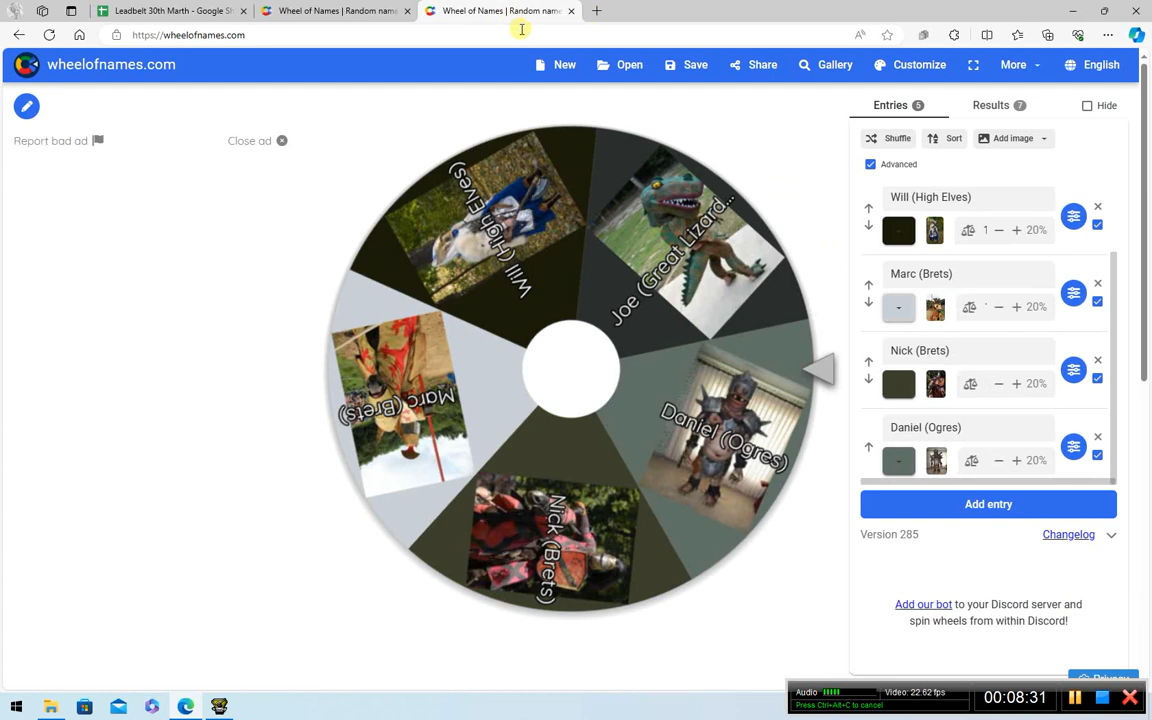 Leadbelt 30th Marth - Google Sh
Wheel of Names | Random name
Wheel of Names | Random name
https://wheelofnames.com
wheelofnames.com
New
Open
Save
Share
Gallery
Customize
More
English
Report bad ad
Close ad
Entries 5
Results 7
Hide
Shuffle
Sort
Add image
Advanced
Will (High Elves)
1
20%
Marc (Brets)
20%
Nick (Brets)
20%
Daniel (Ogres)
20%
Add entry
Version 285
Changelog
Add our bot to your Discord server and
spin wheels from within Discord!
Privacy
Will (High Elves)
Joe (Great Lizard...
Marc (Brets)
Daniel (Ogres)
Nick (Brets)
Audio
Video: 22.62 fps
Press Ctrl+Alt+C to cancel
00:08:31